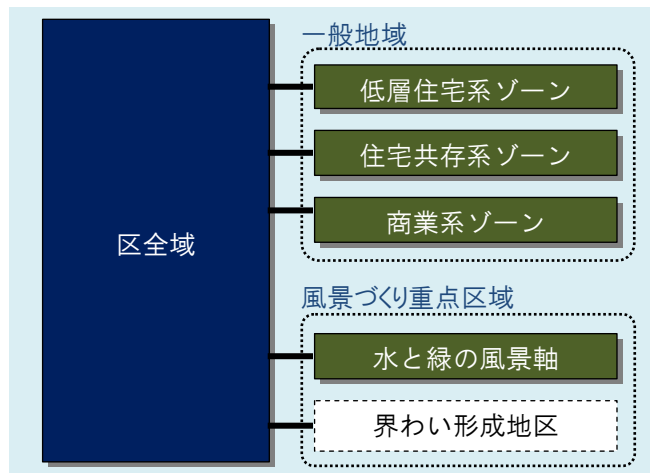 区全域
一般地域
低層住宅系ゾーン
住宅共存系ゾーン
商業系ゾーン
風景づくり重点区域
水と緑の風景軸
界わい形成地区